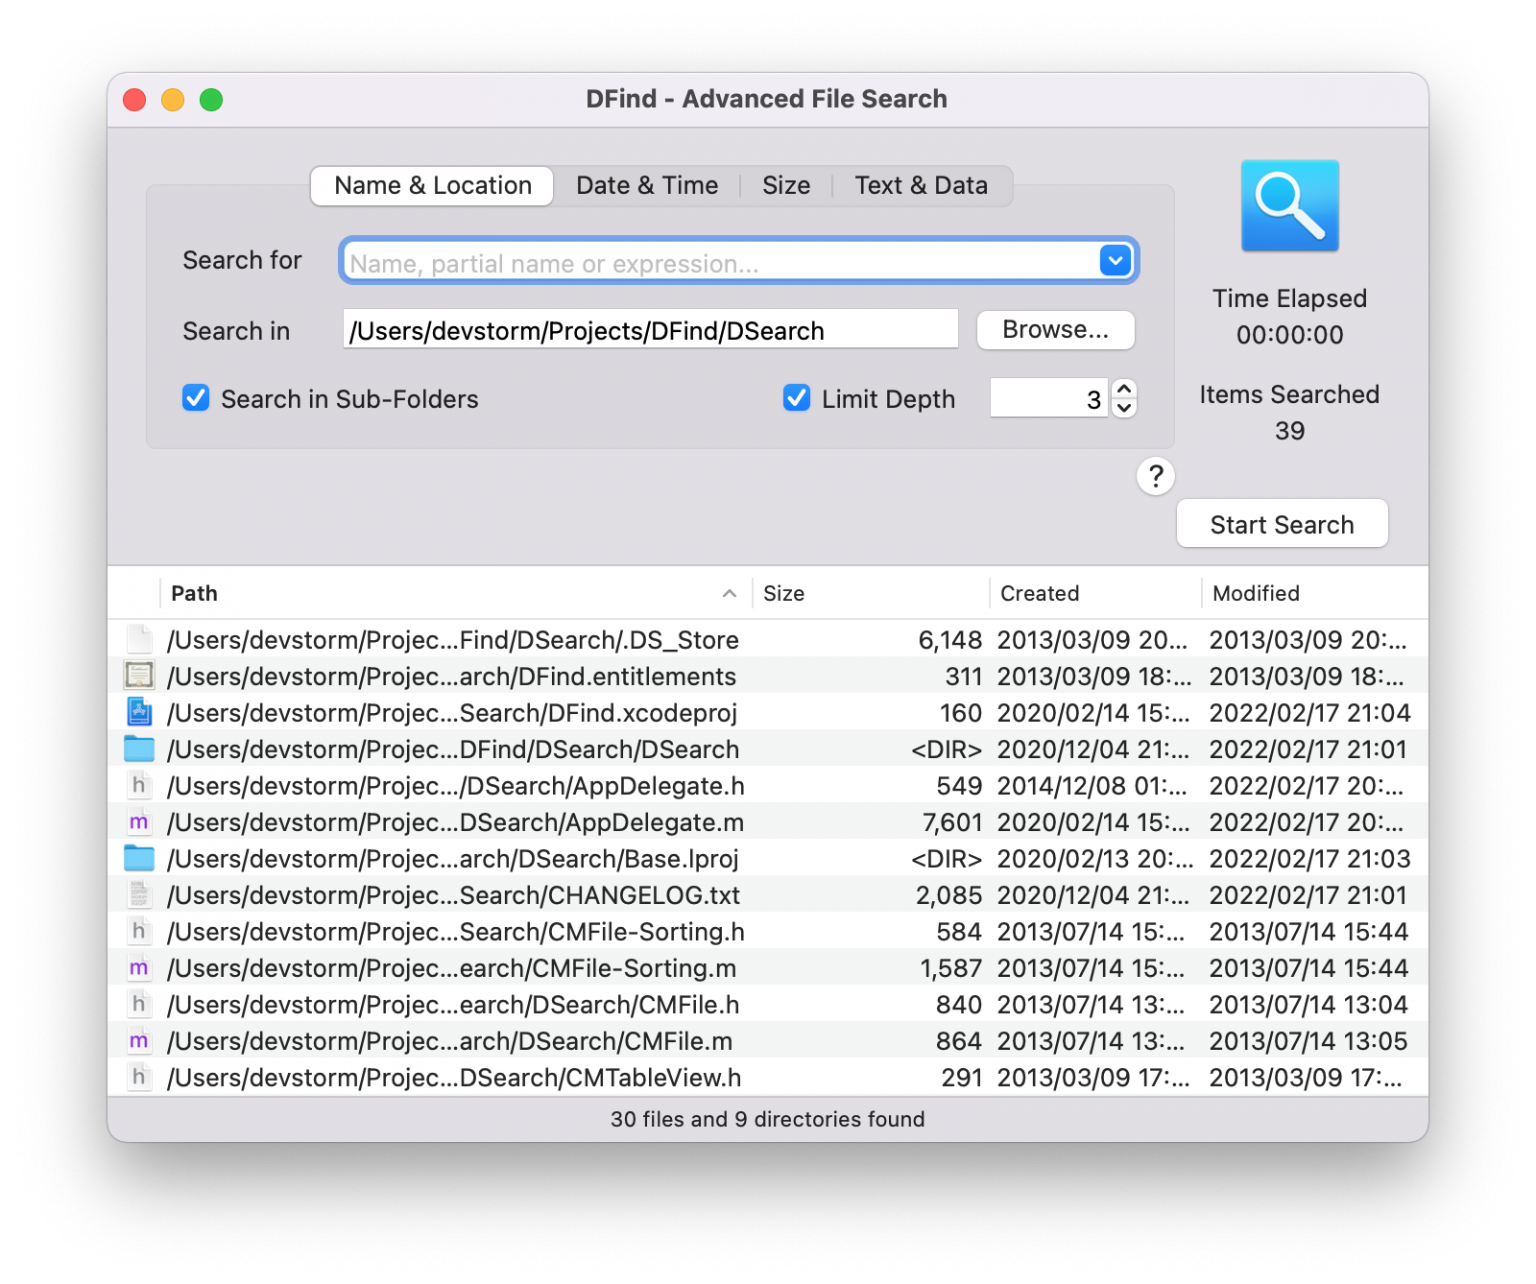 DFind - Advanced File Search
Name & Location Date & Time Size Text & Data
Search for Name, partial name or expression...
Search in /Users/devstorm/Projects/DFind/DSearch Browse...
Search in Sub-Folders Limit Depth 3
Time Elapsed
00:00:00
Items Searched
39
?
Start Search
Path Size Created Modified
/Users/devstorm/Projec...Find/DSearch/.DS_Store 6,148 2013/03/09 20... 2013/03/09 20:...
/Users/devstorm/Projec...arch/DFind.entitlements 311 2013/03/09 18:... 2013/03/09 18:...
/Users/devstorm/Projec...Search/DFind.xcodeproj 160 2020/02/14 15:... 2022/02/17 21:04
/Users/devstorm/Projec...DFind/DSearch/DSearch <DIR> 2020/12/04 21:... 2022/02/17 21:01
h /Users/devstorm/Projec.../DSearch/AppDelegate.h 549 2014/12/08 01:... 2022/02/17 20:...
m /Users/devstorm/Projec...DSearch/AppDelegate.m 7,601 2020/02/14 15:... 2022/02/17 20:...
/Users/devstorm/Projec...arch/DSearch/Base.lproj <DIR> 2020/02/13 20:... 2022/02/17 21:03
/Users/devstorm/Projec...Search/CHANGELOG.txt 2,085 2020/12/04 21:... 2022/02/17 21:01
h /Users/devstorm/Projec...Search/CMFile-Sorting.h 584 2013/07/14 15:... 2013/07/14 15:44
m /Users/devstorm/Projec...earch/CMFile-Sorting.m 1,587 2013/07/14 15:... 2013/07/14 15:44
h /Users/devstorm/Projec...earch/DSearch/CMFile.h 840 2013/07/14 13:... 2013/07/14 13:04
m /Users/devstorm/Projec...arch/DSearch/CMFile.m 864 2013/07/14 13:... 2013/07/14 13:05
h /Users/devstorm/Projec...DSearch/CMTableView.h 291 2013/03/09 17:... 2013/03/09 17:...
30 files and 9 directories found